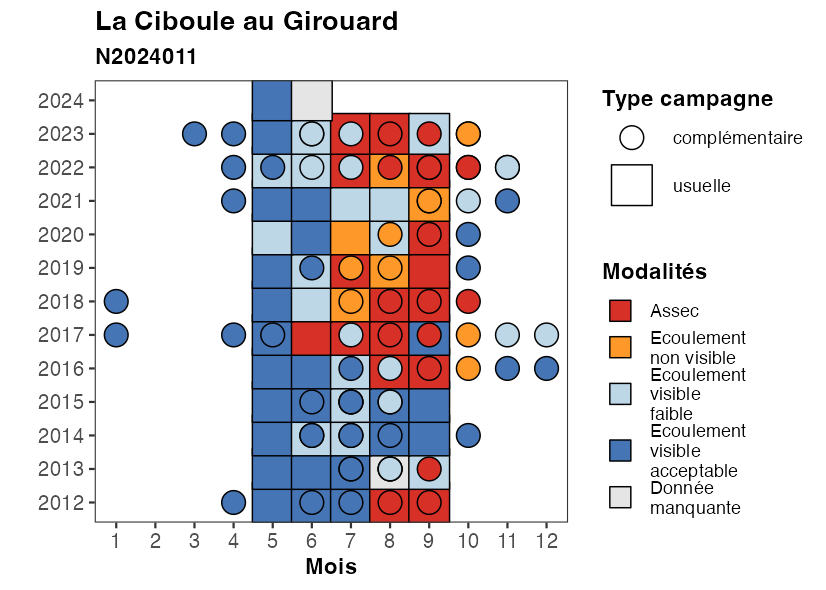 La Ciboule au Girouard
N2024011
2024
2023
2022
2021
2020
2019
2018
2017
2016
2015
2014
2013
2012
1 2 3 4 5 6 7 8 9 10 11 12
Mois
Type campagne
complémentaire
usuelle
Modalités
Assec
Ecoulement
non visible
Ecoulement
visible
faible
Ecoulement
visible
acceptable
Donnée
manquante